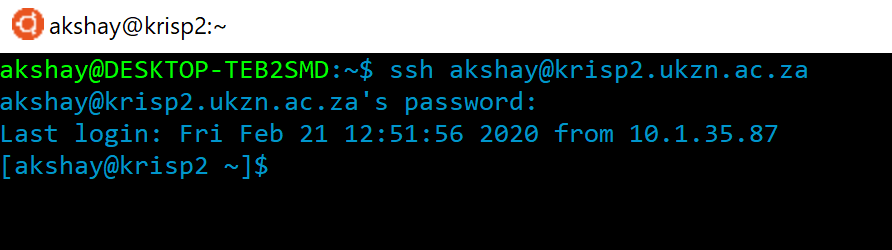 akshay@krisp2:~
akshay@DESKTOP-TEB2SMD:~$ ssh akshay@krisp2.ukzn.ac.za
akshay@krisp2.ukzn.ac.za's password:
Last login: Fri Feb 21 12:51:56 2020 from 10.1.35.87
[akshay@krisp2 ~]$